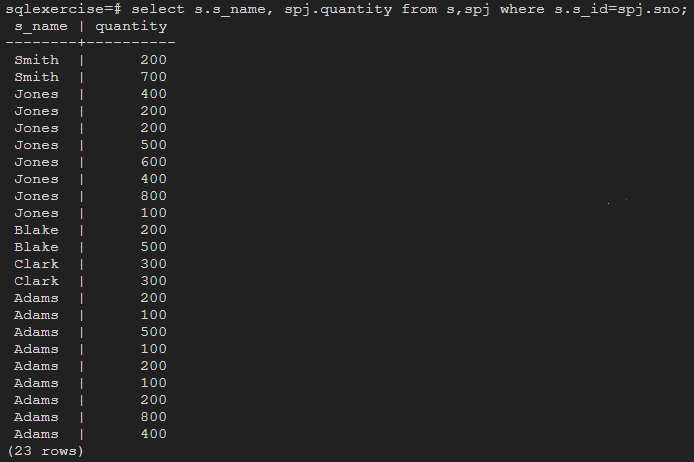 sqlexercise=# select s.s_name, spj.quantity from s,spj where s.s_id=spj.sno;
 s_name | quantity
--------+----------
 Smith  |      200
 Smith  |      700
 Jones  |      400
 Jones  |      200
 Jones  |      200
 Jones  |      500
 Jones  |      600
 Jones  |      400
 Jones  |      800
 Jones  |      100
 Blake  |      200
 Blake  |      500
 Clark  |      300
 Clark  |      300
 Adams  |      200
 Adams  |      100
 Adams  |      500
 Adams  |      100
 Adams  |      200
 Adams  |      100
 Adams  |      200
 Adams  |      800
 Adams  |      400
(23 rows)